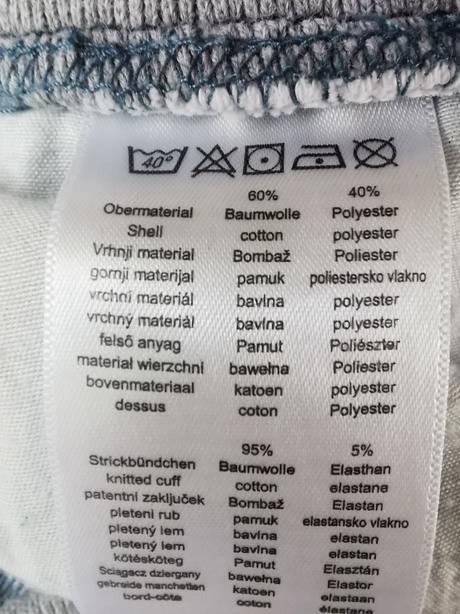 40°
60% 40%
Obermaterial Baumwolle Polyester
Shell cotton polyester
Vrhnji material Bombaž Poliester
gornji materijal pamuk poliestersko vlakno
vrchní materiál bavlna polyester
vrchný materiál bavlna polyester
felső anyag Pamut Poliészter
materiał wierzchni bawełna Poliester
bovenmateriaal katoen polyester
dessus coton Polyester
95% 5%
Strickbündchen Baumwolle Elasthan
knitted cuff cotton elastane
patentni zaključek Bombaž Elastan
pleteni rub pamuk elastansko vlakno
pletený lem bavlna elastan
pletený lem bavlna elastan
kötésköteg Pamut Elasztán
Ściągacz dziergany bawełna Elastor
gebreide manchetten katoen elastaan
bord-côte coton élastane